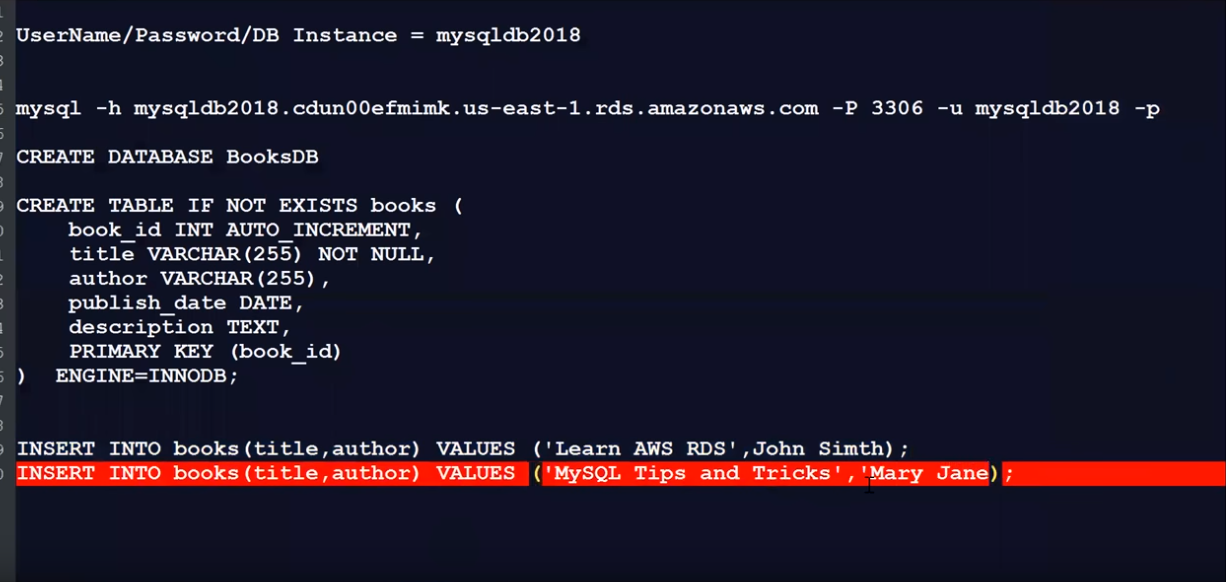 UserName/Password/DB Instance = mysqldb2018
mysql -h mysqldb2018.cdun00efmimk.us-east-1.rds.amazonaws.com -P 3306 -u mysqldb2018 -p
CREATE DATABASE BooksDB
CREATE TABLE IF NOT EXISTS books (
book_id INT AUTO_INCREMENT,
title VARCHAR(255) NOT NULL,
author VARCHAR(255),
publish_date DATE,
description TEXT,
PRIMARY KEY (book_id)
) ENGINE=INNODB;
INSERT INTO books(title,author) VALUES ('Learn AWS RDS',John Simth);
INSERT INTO books(title,author) VALUES ('MySQL Tips and Tricks','Mary Jane);